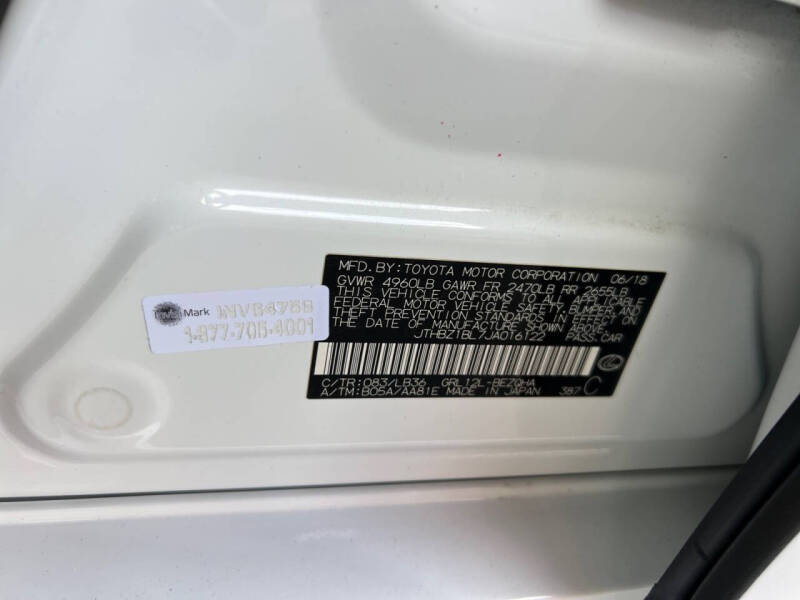 MFD. BY: TOYOTA MOTOR CORPORATION 06/18
GVWR 4960LB GAWR FR 2470LB RR
THIS VEHICLE CONFORMS TO ALL APPLICABLE
FEDERAL MOTOR VEHICLE SAFETY, BUMPER, AND
THEFT PREVENTION STANDARDS IN EFFECT ON
THE DATE OF MANUFACTURE SHOWN ABOVE.
JTHBZ1BL7JA016122 PASS.CAR
C/TR: 083/LB36 GRL12L-BEZQHA
A/TM: B05A/AA81E MADE IN JAPAN 387 C
Mark
1-877-705-4001